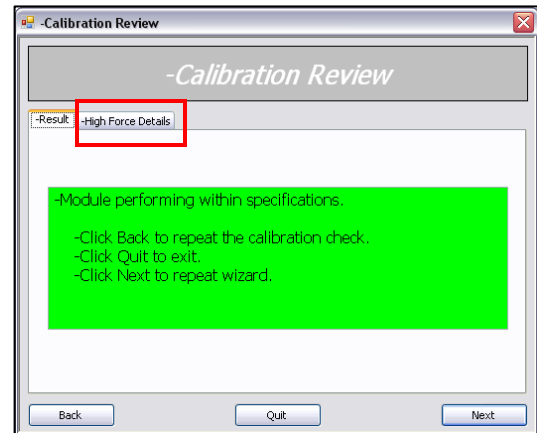 -Calibration Review
-Calibration Review
-Result -High Force Details
-Module performing within specifications.
-Click Back to repeat the calibration check.
-Click Quit to exit.
-Click Next to repeat wizard.
Back Quit Next